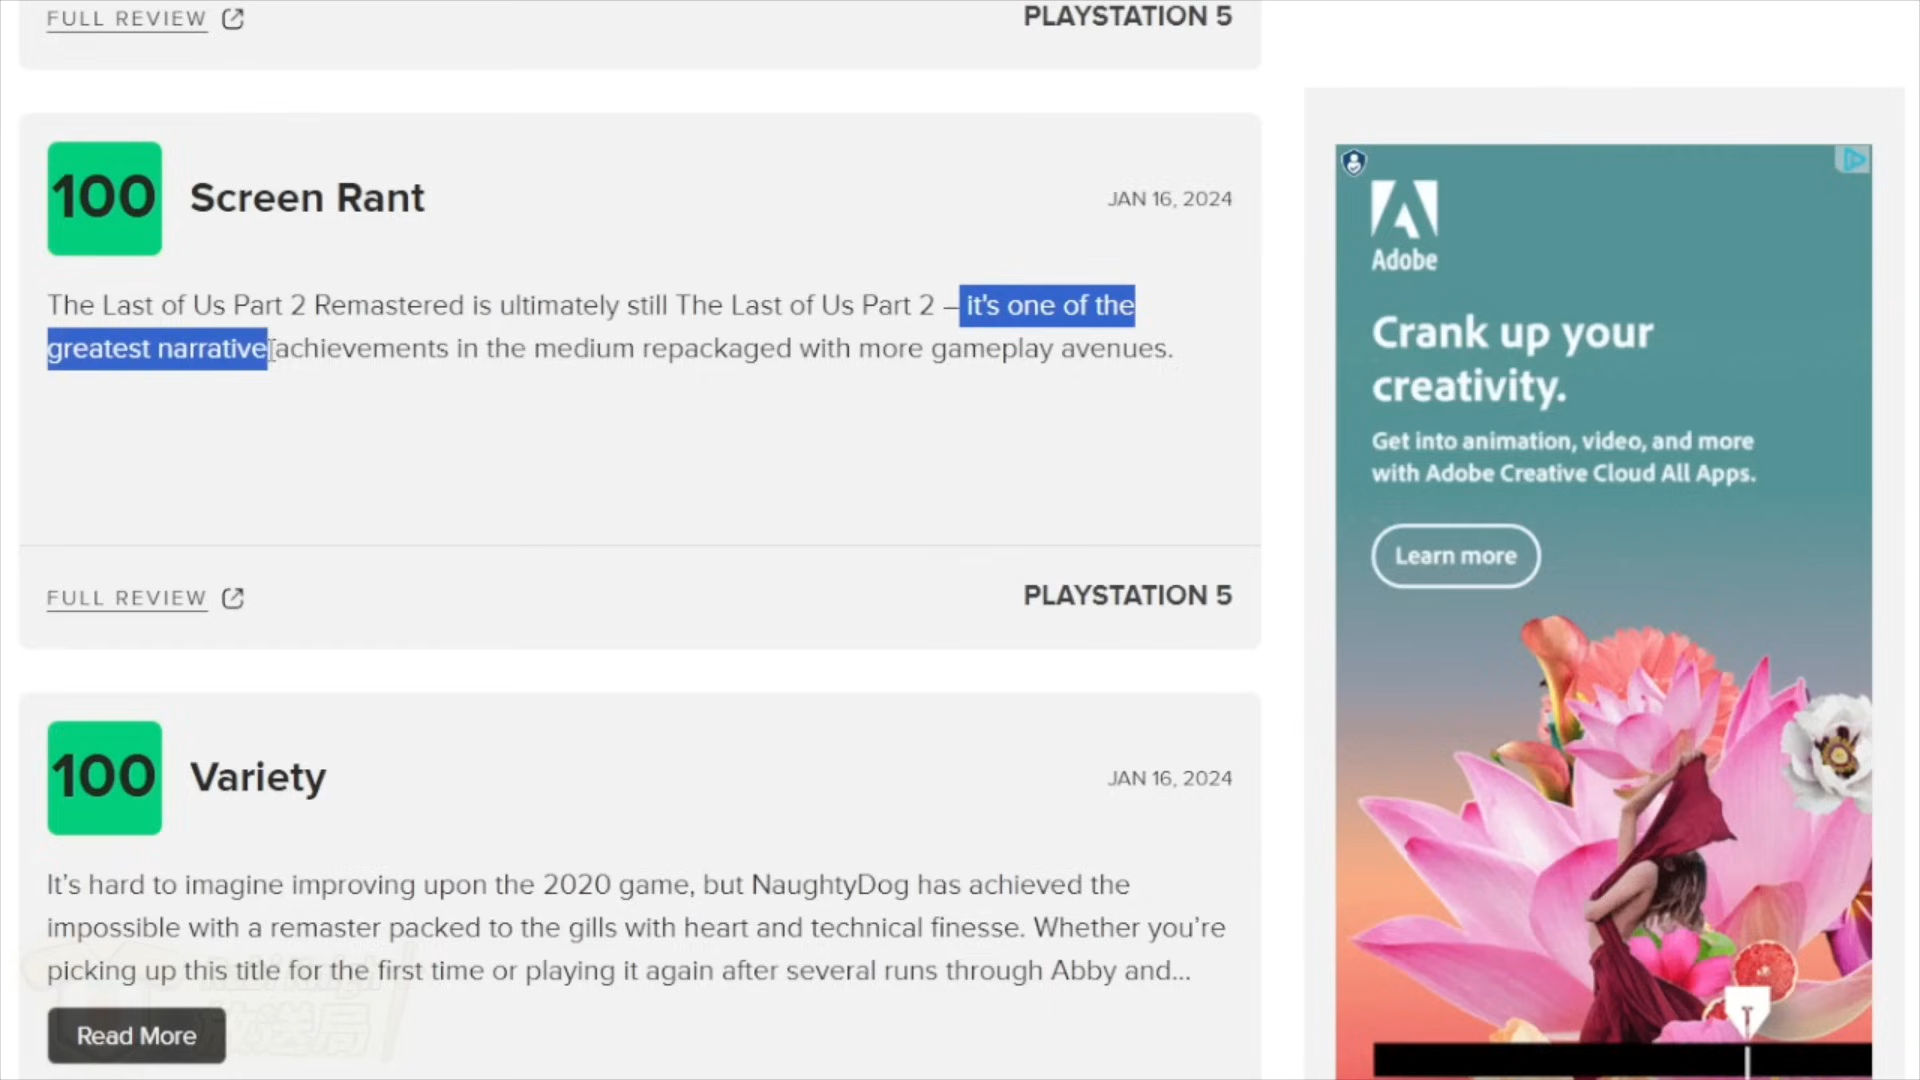 FULL REVIEW
PLAYSTATION 5
100
Screen Rant
JAN 16, 2024
The Last of Us Part 2 Remastered is ultimately still The Last of Us Part 2 – it's one of the
greatest narrative achievements in the medium repackaged with more gameplay avenues.
FULL REVIEW
PLAYSTATION 5
100
Variety
JAN 16, 2024
It's hard to imagine improving upon the 2020 game, but NaughtyDog has achieved the
impossible with a remaster packed to the gills with heart and technical finesse. Whether you're
picking up this title for the first time or playing it again after several runs through Abby and...
Read More
放送局
Adobe
Crank up your
creativity.
Get into animation, video, and more
with Adobe Creative Cloud All Apps.
Learn more
T